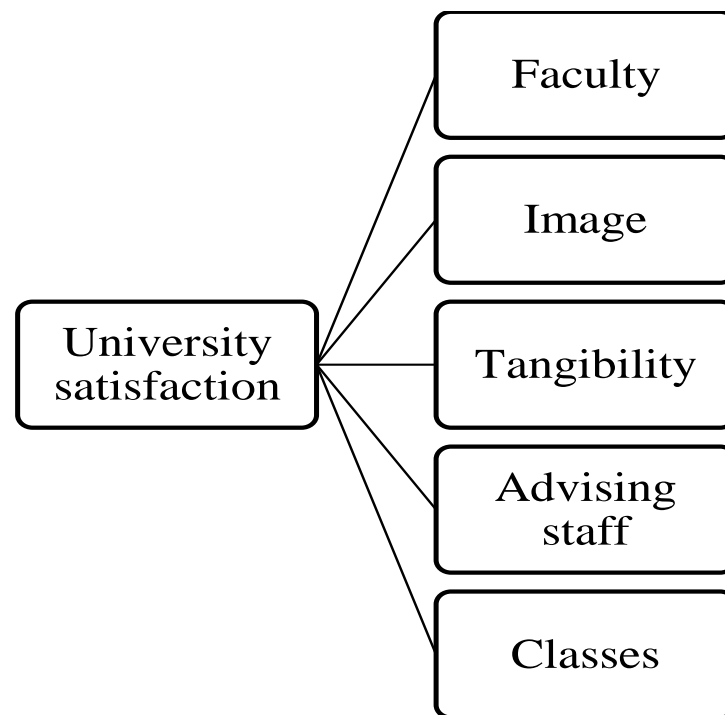 Faculty
Image
University
satisfaction
Tangibility
Advising
staff
Classes